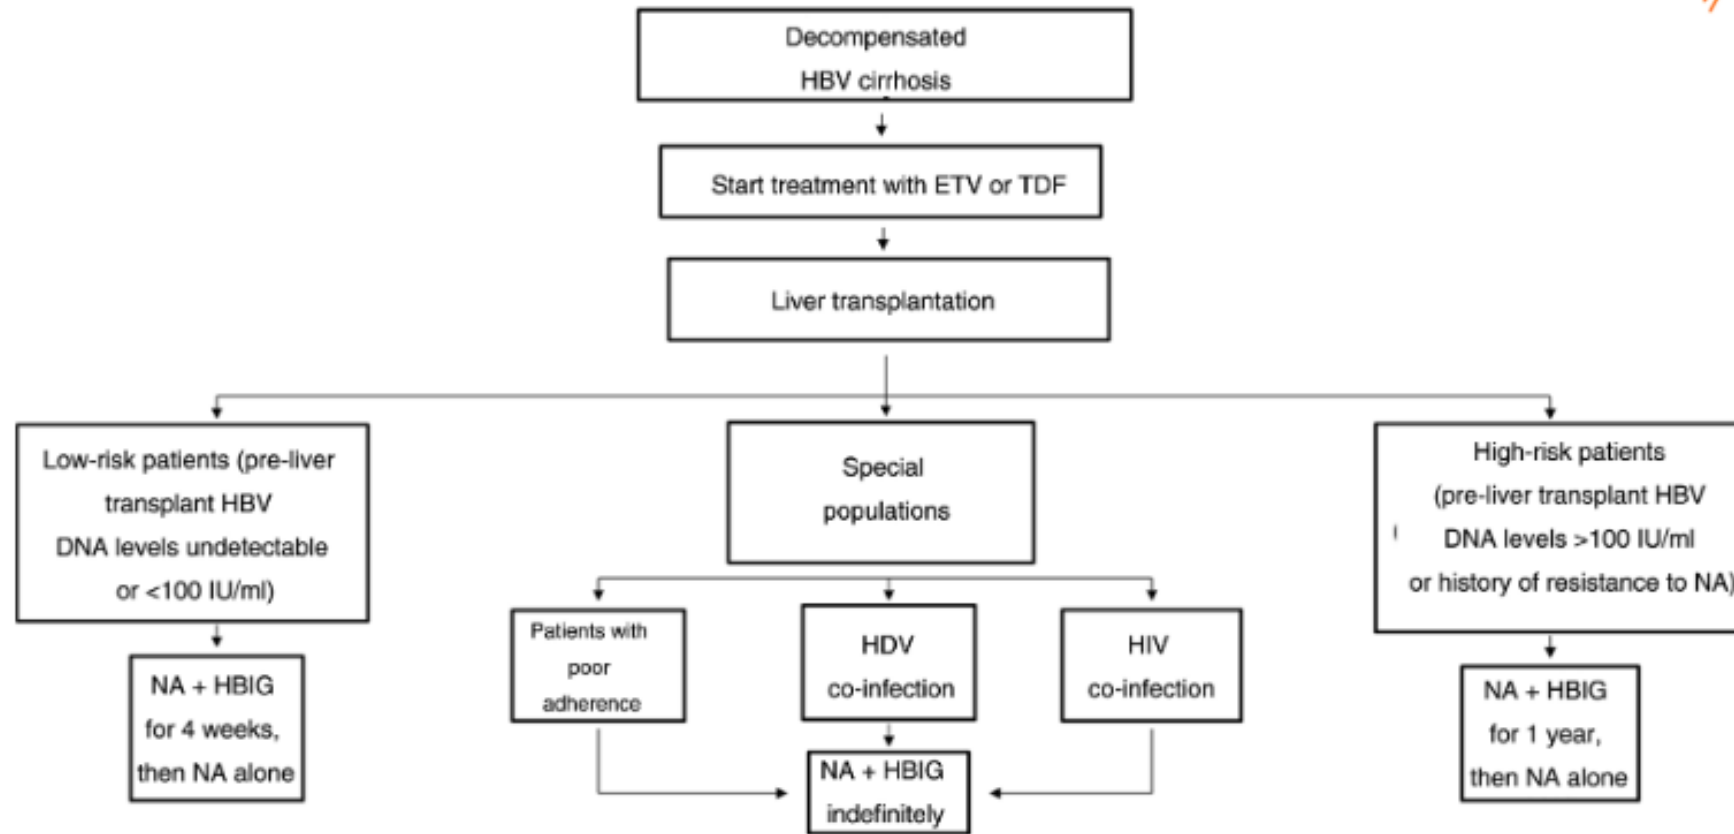 Decompensated
HBV cirrhosis
Start treatment with ETV or TDF
Liver transplantation
Low-risk patients (pre-liver
transplant HBV
DNA levels undetectable
or <100 IU/ml)
NA + HBIG
for 4 weeks,
then NA alone
Special
populations
Patients with
poor
adherence
HDV
co-infection
HIV
co-infection
NA + HBIG
indefinitely
High-risk patients
(pre-liver transplant HBV
DNA levels >100 IU/ml
or history of resistance to NA)
NA + HBIG
for 1 year,
then NA alone